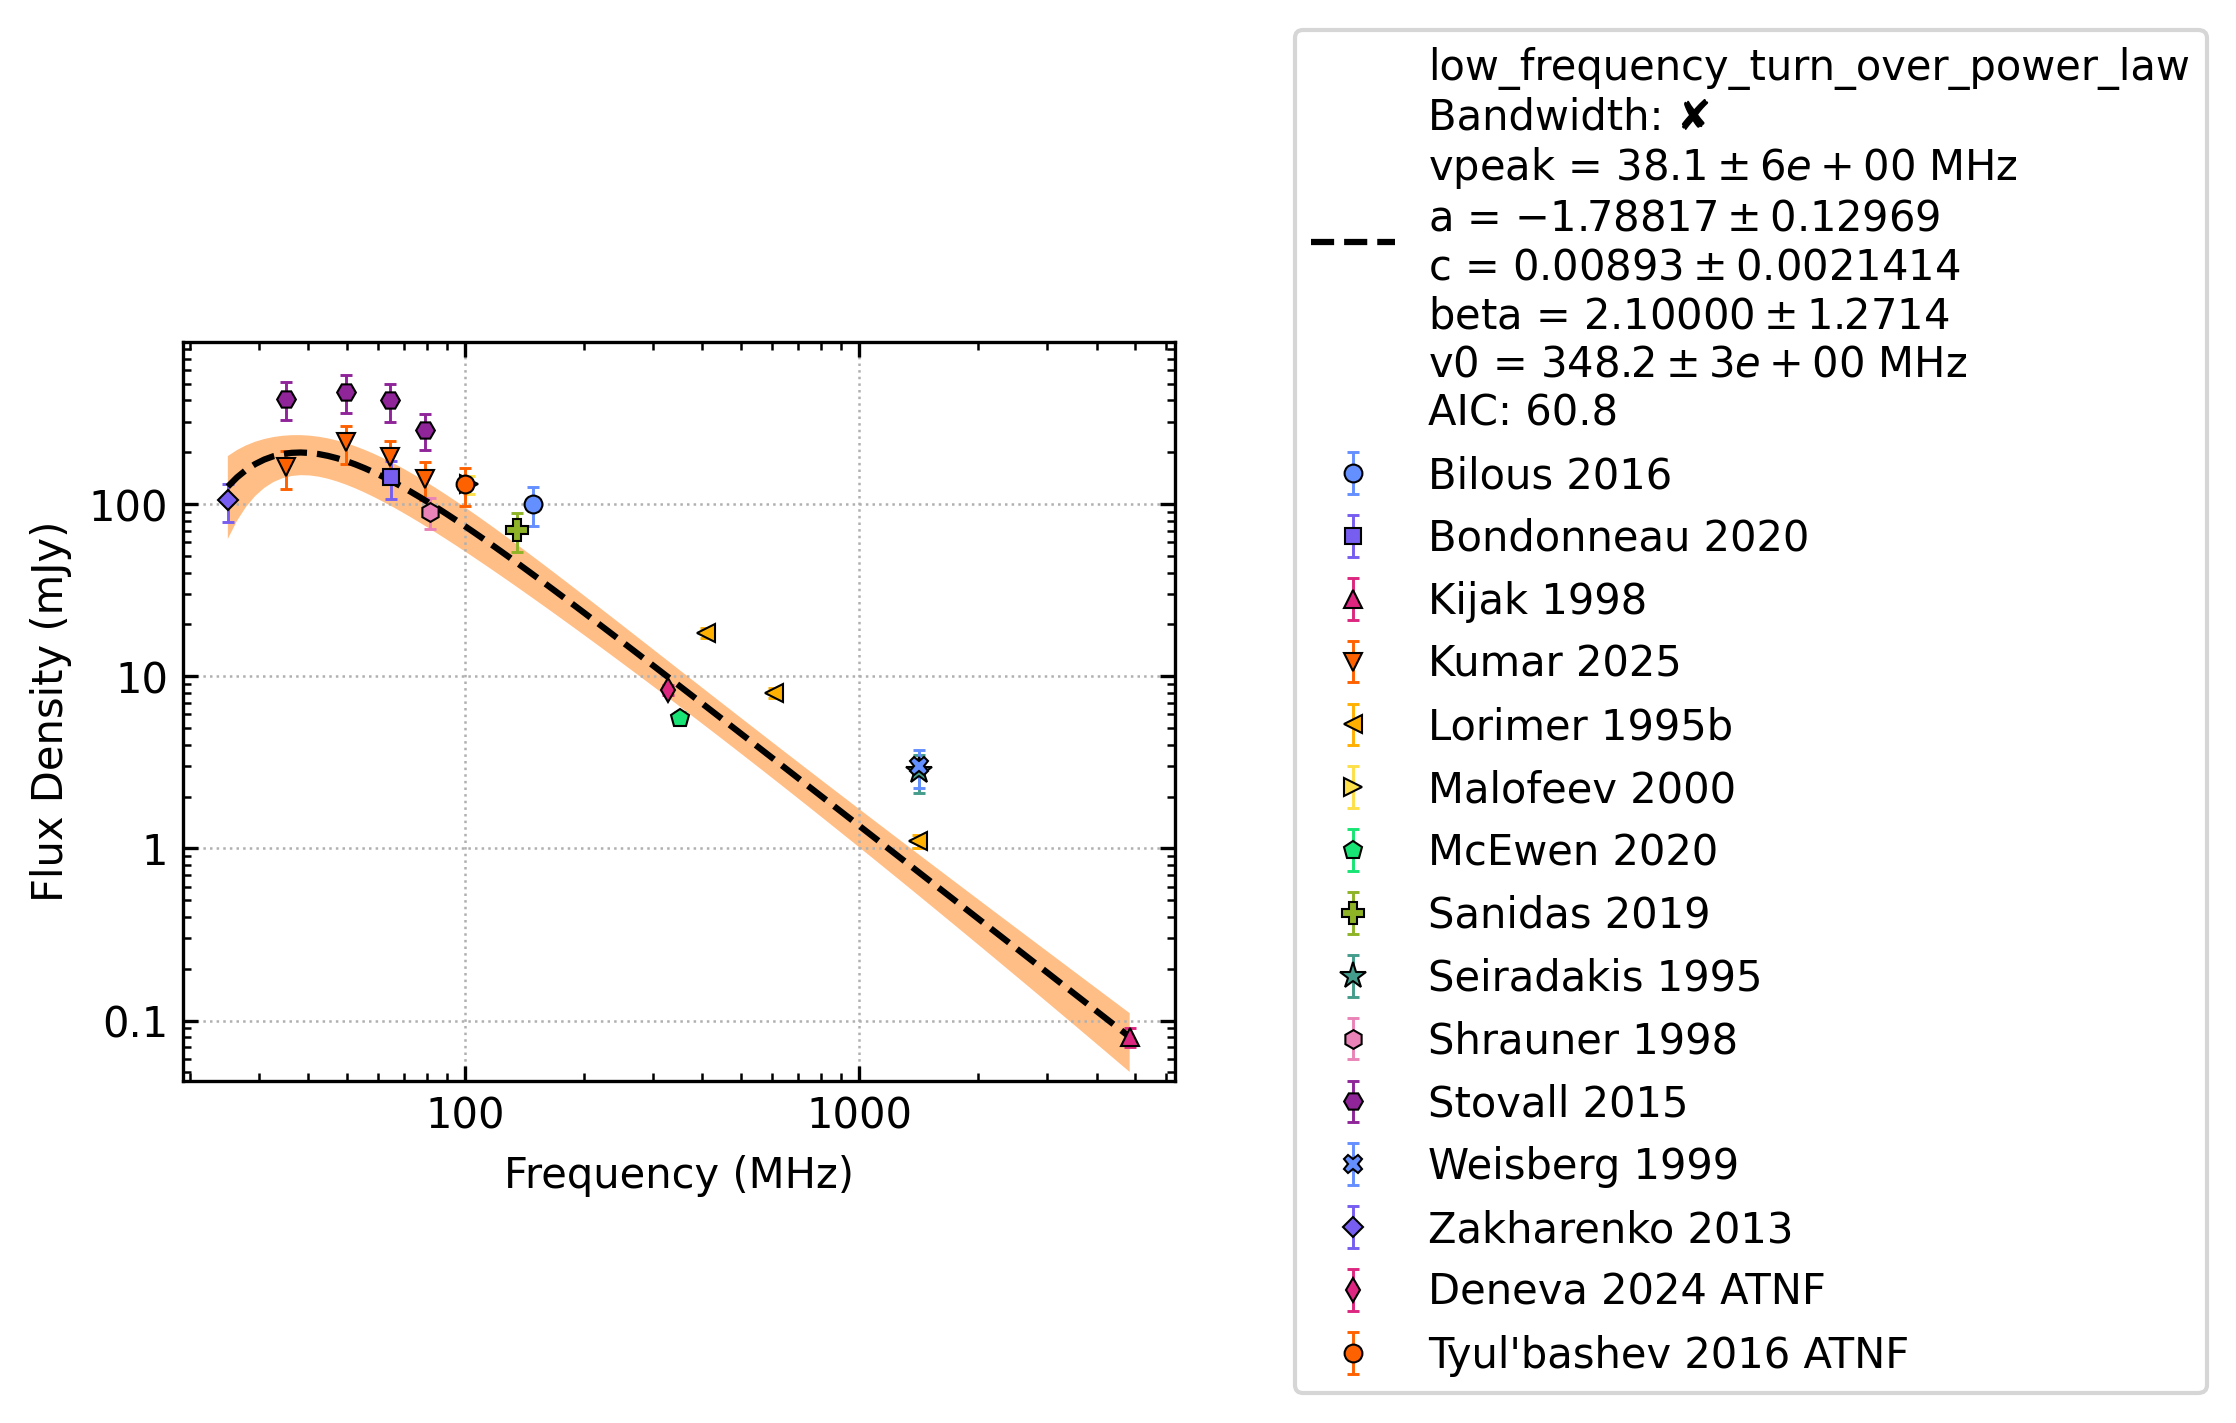 low_frequency_turn_over_power_law
Bandwidth: ✘
vpeak = 38.1 ± 6e + 00 MHz
a = −1.78817 ± 0.12969
c = 0.00893 ± 0.0021414
beta = 2.10000 ± 1.2714
v0 = 348.2 ± 3e + 00 MHz
AIC: 60.8
Bilous 2016
Bondonneau 2020
Kijak 1998
Kumar 2025
Lorimer 1995b
Malofeev 2000
McEwen 2020
Sanidas 2019
Seiradakis 1995
Shrauner 1998
Stovall 2015
Weisberg 1999
Zakharenko 2013
Deneva 2024 ATNF
Tyul'bashev 2016 ATNF
Flux Density (mJy)
100
10
1
0.1
100
1000
Frequency (MHz)